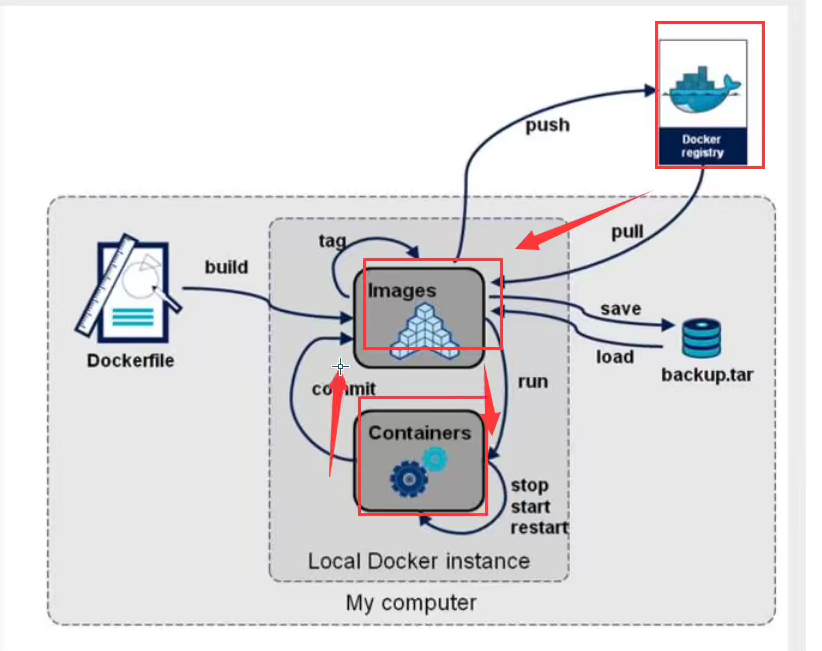 Docker
registry
push
pull
tag
build
Images
save
load
Dockerfile
backup.tar
commit
run
Containers
stop
start
restart
Local Docker instance
My computer